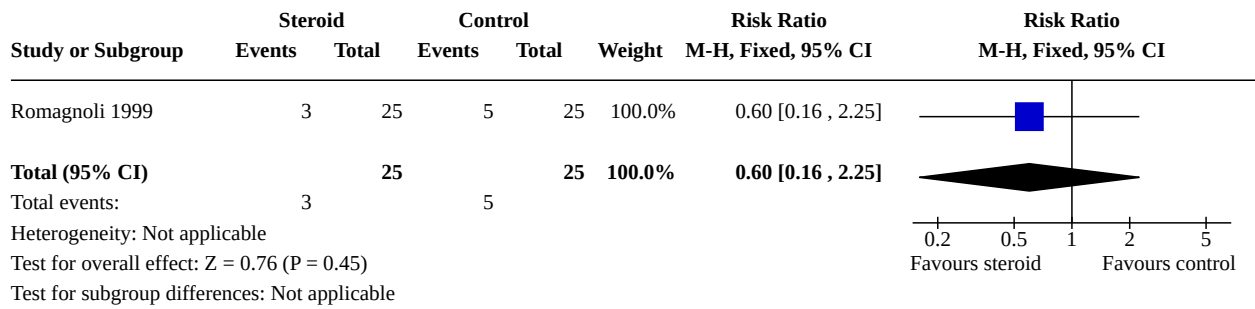 Steroid Control Risk Ratio Risk Ratio
Study or Subgroup Events Total Events Total Weight M-H, Fixed, 95% CI M-H, Fixed, 95% CI
Romagnoli 1999 3 25 5 25 100.0% 0.60 [0.16 , 2.25]
Total (95% CI) 25 25 100.0% 0.60 [0.16 , 2.25]
Total events: 3 5
Heterogeneity: Not applicable 0.2 0.5 1 2 5
Test for overall effect: Z = 0.76 (P = 0.45) Favours steroid Favours control
Test for subgroup differences: Not applicable